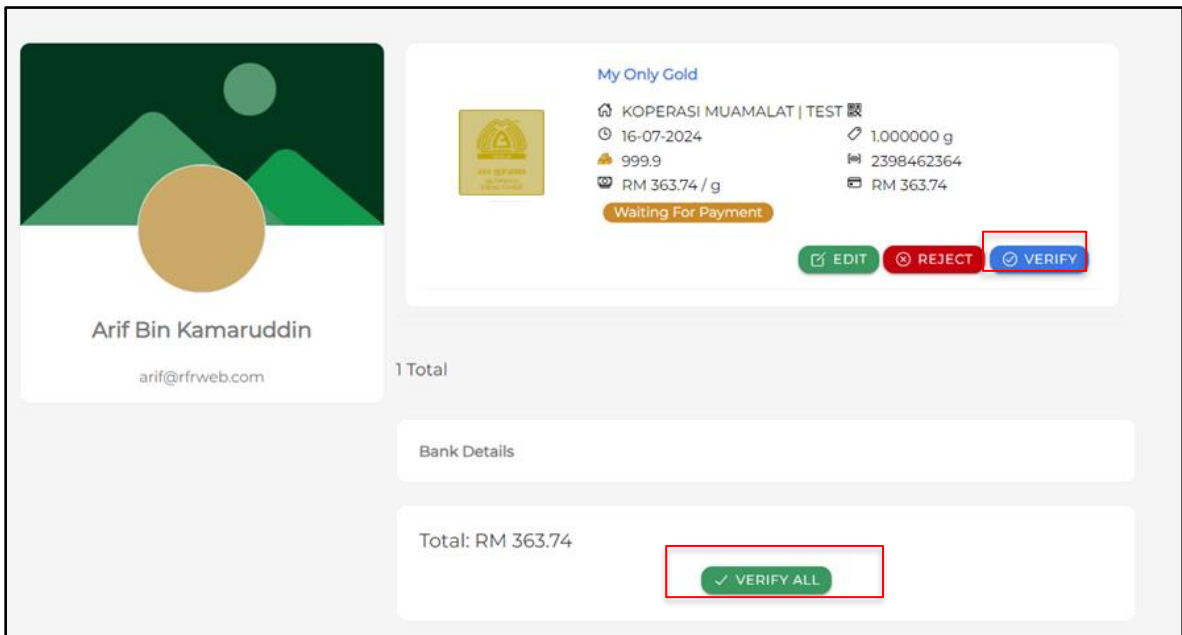 My Only Gold
KOPERASI MUAMALAT | TEST
16-07-2024
1.000000 g
999.9
2398462364
RM 363.74 / g
RM 363.74
Waiting For Payment
EDIT
REJECT
VERIFY
Arif Bin Kamaruddin
arif@rfrweb.com
1 Total
Bank Details
Total: RM 363.74
VERIFY ALL